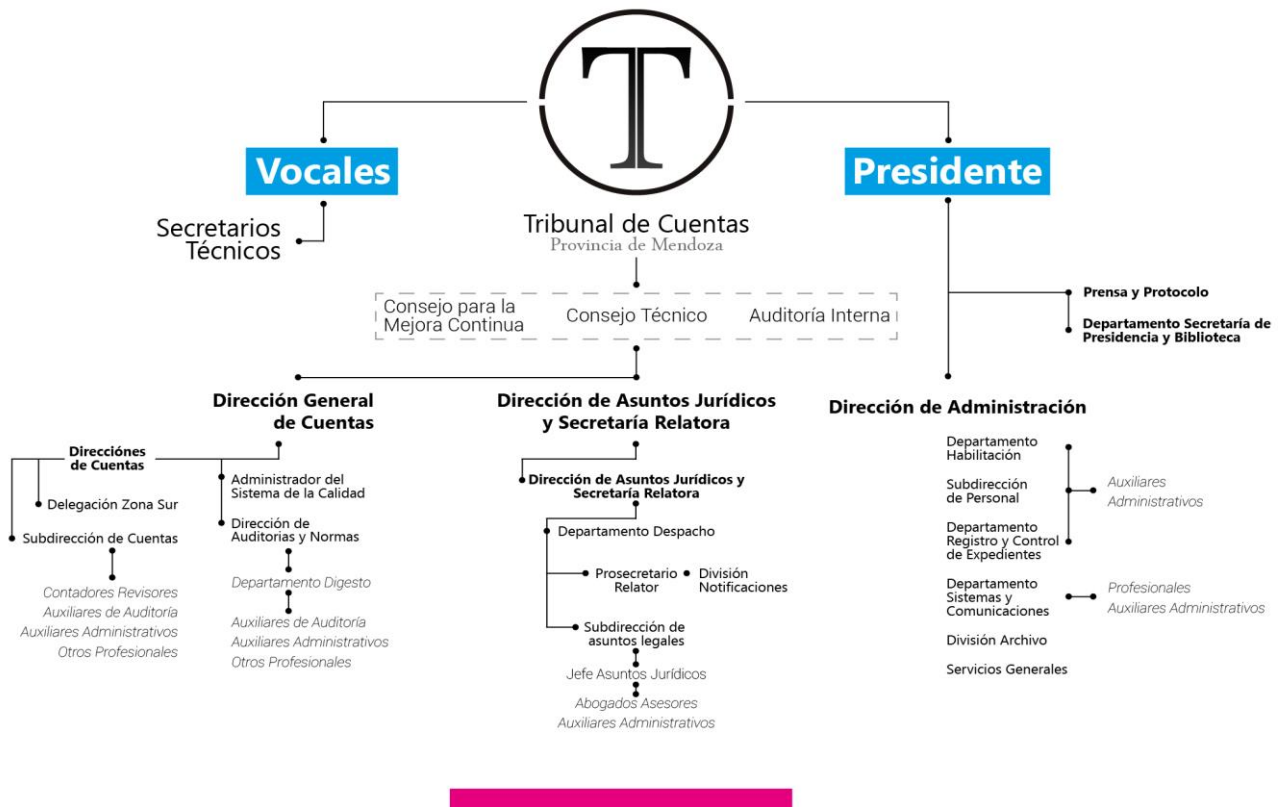 T
Vocales
Presidente
Secretarios
Técnicos
Tribunal de Cuentas
Provincia de Mendoza
Consejo para la
Mejora Continua
Consejo Técnico
Auditoría Interna
Prensa y Protocolo
Departamento Secretaría de
Presidencia y Biblioteca
Dirección General
de Cuentas
Direcciónes
de Cuentas
Delegación Zona Sur
Subdirección de Cuentas
Contadores Revisores
Auxiliares de Auditoría
Auxiliares Administrativos
Otros Profesionales
Administrador del
Sistema de la Calidad
Dirección de
Auditorias y Normas
Departamento Digesto
Auxiliares de Auditoría
Auxiliares Administrativos
Otros Profesionales
Dirección de Asuntos Jurídicos
y Secretaría Relatora
Dirección de Asuntos Jurídicos y
Secretaría Relatora
Departamento Despacho
Prosecretario
Relator
División
Notificaciones
Subdirección de
asuntos legales
Jefe Asuntos Jurídicos
Abogados Asesores
Auxiliares Administrativos
Dirección de Administración
Departamento
Habilitación
Subdirección
de Personal
Departamento
Registro y Control
de Expedientes
Auxiliares
Administrativos
Departamento
Sistemas y
Comunicaciones
Profesionales
Auxiliares Administrativos
División Archivo
Servicios Generales